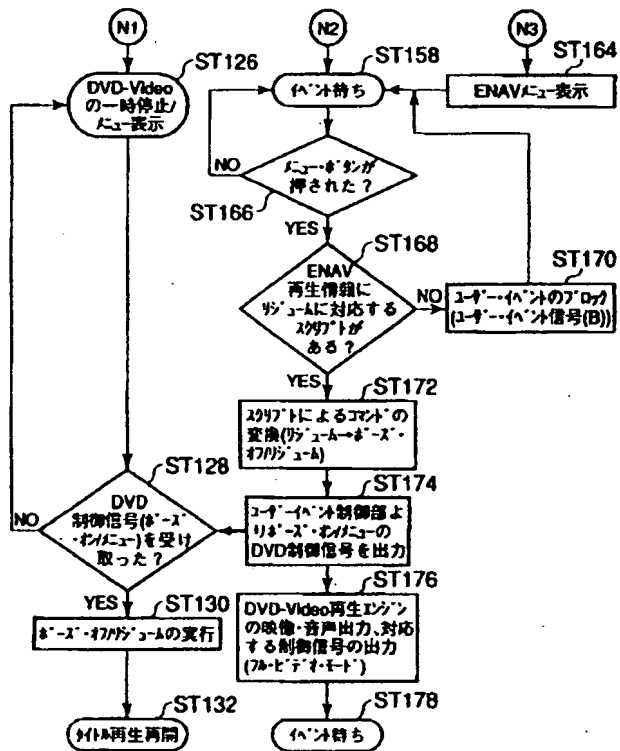 N1
ST126
DVD-Video
の一時停止/
メニュー表示
ST128
DVD
制御信号(ポーズ
・オン/メニュー)を受け
取った?
NO
YES
ST130
ポーズ・オフ/リジュームの実行
ST132
タイトル再生再開
N2
ST158
イベント待ち
メニュー・ボタンが
押された?
NO
ST166
YES
ST168
ENAV
再生情報に
リジュームに対応する
スクリプトが
ある?
NO
YES
ST172
スクリプトによるコマンドの
変換(リジューム→ポーズ・
オフ/リジューム)
ST174
ユーザーイベント制御部よ
りポーズ・オン/メニューの
DVD制御信号を出力
ST176
DVD-Video再生エンジン
の映像・音声出力、対応
する制御信号の出力
(フル・ビデオ・モード)
ST178
イベント待ち
N3
ST164
ENAVメニュー表示
ST170
ユーザー・イベントのブロック
(ユーザー・イベント信号(B))